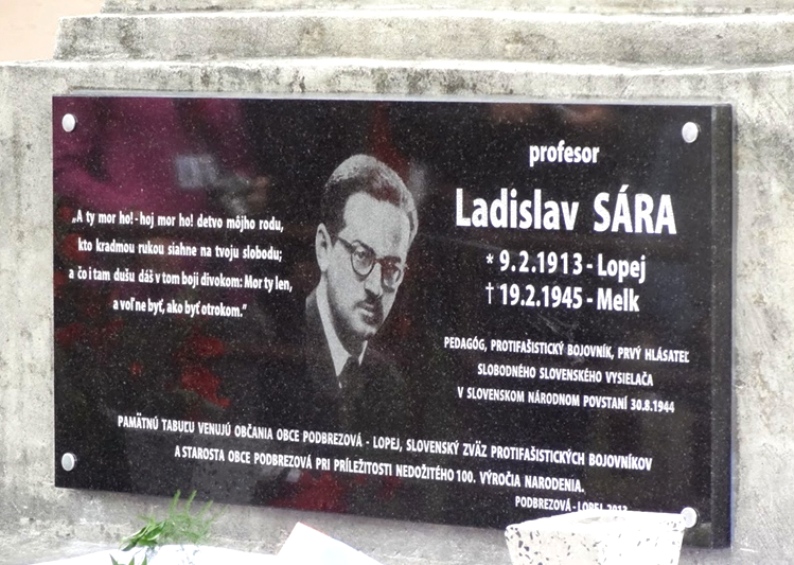 „A ty mor ho! - hoj mor ho! detvo môjho rodu,
kto kradmou rukou siahne na tvoju slobodu;
a čo i tam dušu dáš v tom boji divokom: Mor ty len,
a voľ ne byť, ako byť otrokom."
profesor
Ladislav SÁRA
* 9.2.1913 - Lopej
† 19.2.1945 - Melk
PEDAGÓG, PROTIFAŠISTICKÝ BOJOVNÍK, PRVÝ HLÁSATEĽ
SLOBODNÉHO SLOVENSKÉHO VYSIELAČA
V SLOVENSKOM NÁRODNOM POVSTANÍ 30.8.1944
PAMÄTNÚ TABUĽU VENUJÚ OBČANIA OBCE PODBREZOVÁ - LOPEJ, SLOVENSKÝ ZVÄZ PROTIFAŠISTICKÝCH BOJOVNÍKOV
A STAROSTA OBCE PODBREZOVÁ PRI PRÍLEŽITOSTI NEDOŽITÉHO 100. VÝROČIA NARODENIA.
PODBREZOVÁ - LOPEJ 2013